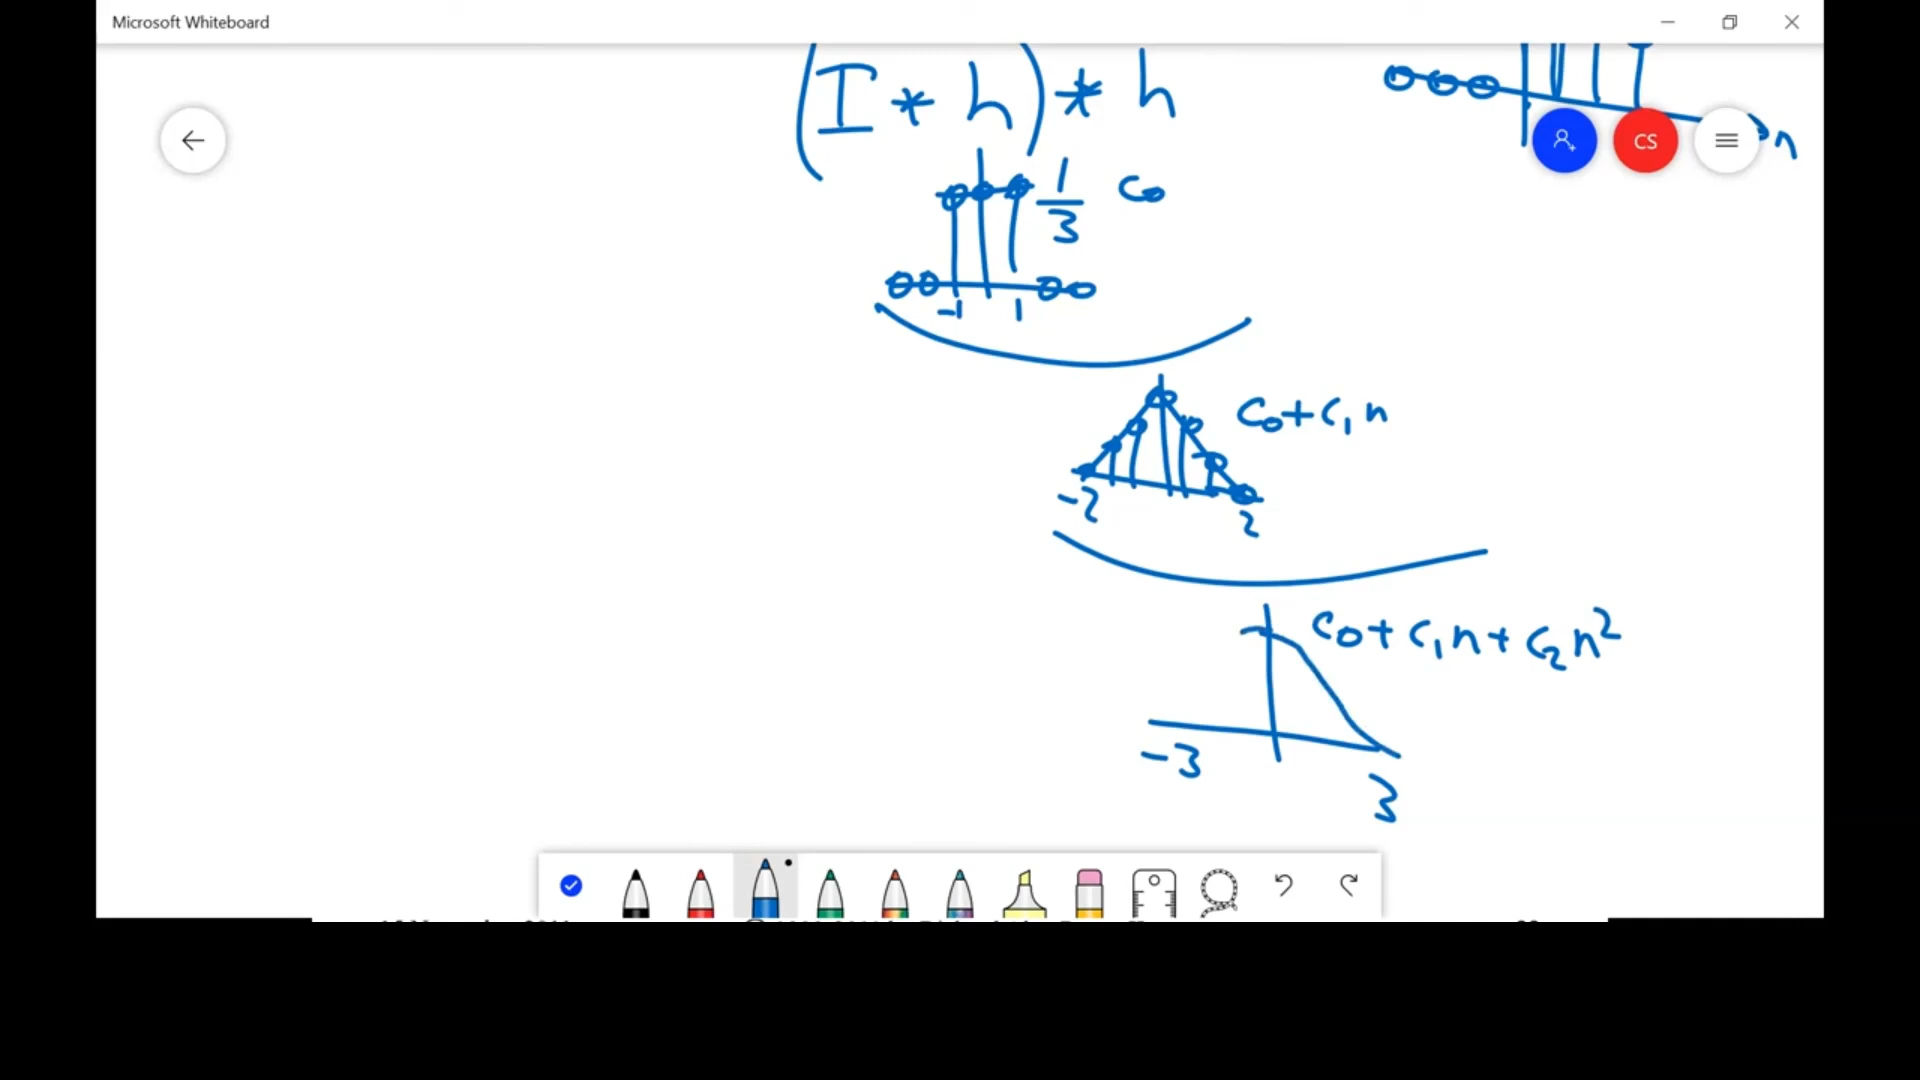 Microsoft Whiteboard
(I * h) * h
n
CS
1/3 c0
-1 1
c0+c1n
-2
2
c0+c1n+c2n²
-3
3